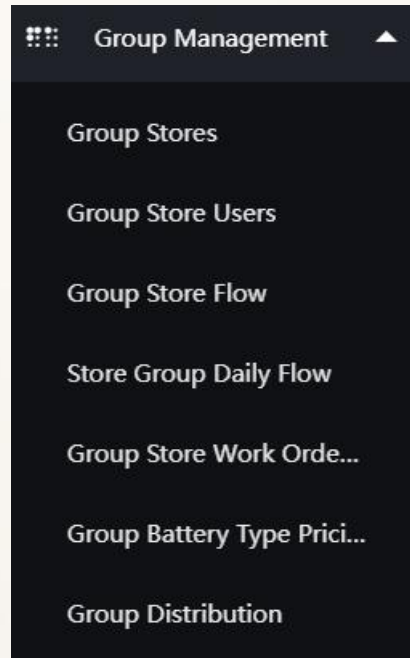 Group Management
Group Stores
Group Store Users
Group Store Flow
Store Group Daily Flow
Group Store Work Orde...
Group Battery Type Prici...
Group Distribution